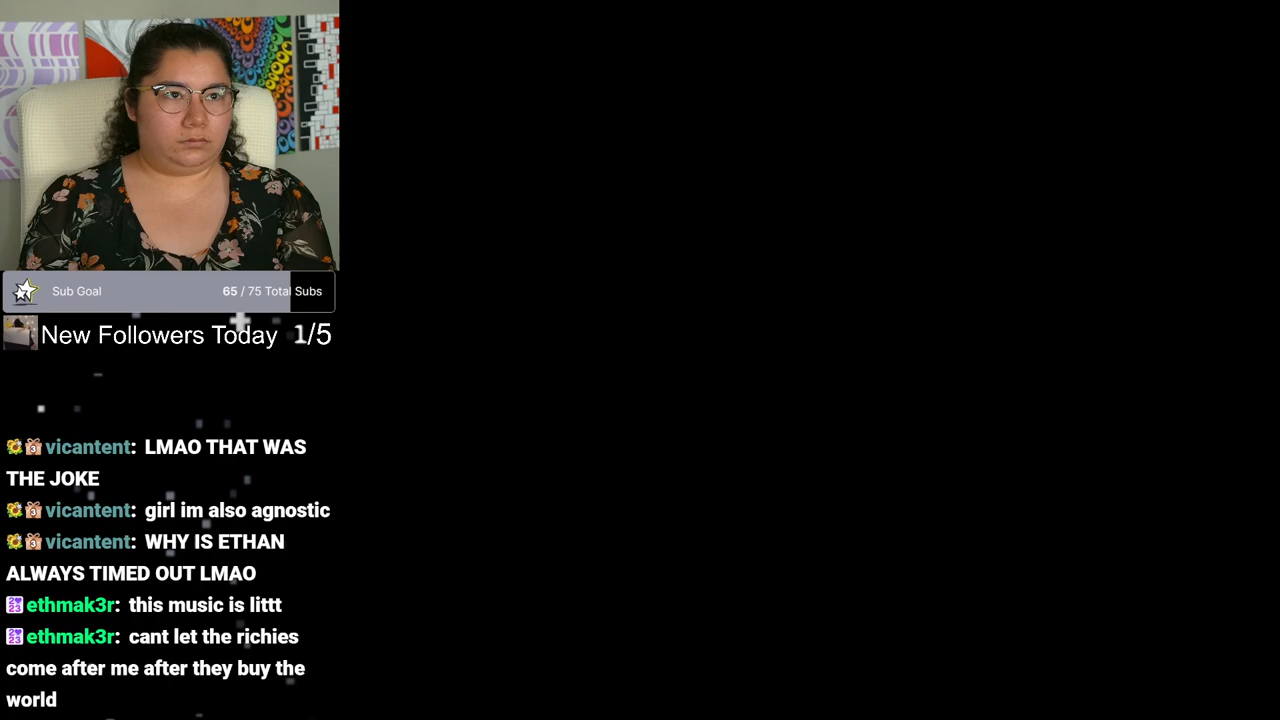 Sub Goal 65 / 75 Total Subs
New Followers Today 1/5
vicantent: LMAO THAT WAS
THE JOKE
vicantent: girl im also agnostic
vicantent: WHY IS ETHAN
ALWAYS TIMED OUT LMAO
ethmak3r: this music is littt
ethmak3r: cant let the richies
come after me after they buy the
world